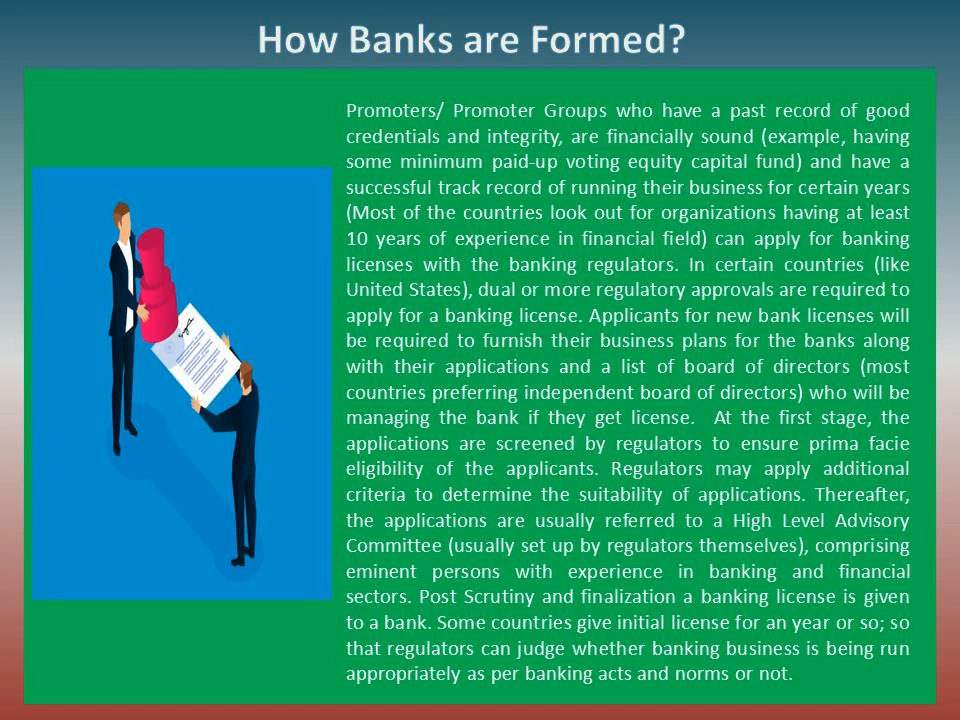 How Banks are Formed?
Promoters/ Promoter Groups who have a past record of good
credentials and integrity, are financially sound (example, having
some minimum paid-up voting equity capital fund) and have a
successful track record of running their business for certain years
(Most of the countries look out for organizations having at least
10 years of experience in financial field) can apply for banking
licenses with the banking regulators. In certain countries (like
United States), dual or more regulatory approvals are required to
apply for a banking license. Applicants for new bank licenses will
be required to furnish their business plans for the banks along
with their applications and a list of board of directors (most
countries preferring independent board of directors) who will be
managing the bank if they get license. At the first stage, the
applications are screened by regulators to ensure prima facie
eligibility of the applicants. Regulators may apply additional
criteria to determine the suitability of applications. Thereafter,
the applications are usually referred to a High Level Advisory
Committee (usually set up by regulators themselves), comprising
eminent persons with experience in banking and financial
sectors. Post Scrutiny and finalization a banking license is given
to a bank. Some countries give initial license for an year or so; so
that regulators can judge whether banking business is being run
appropriately as per banking acts and norms or not.